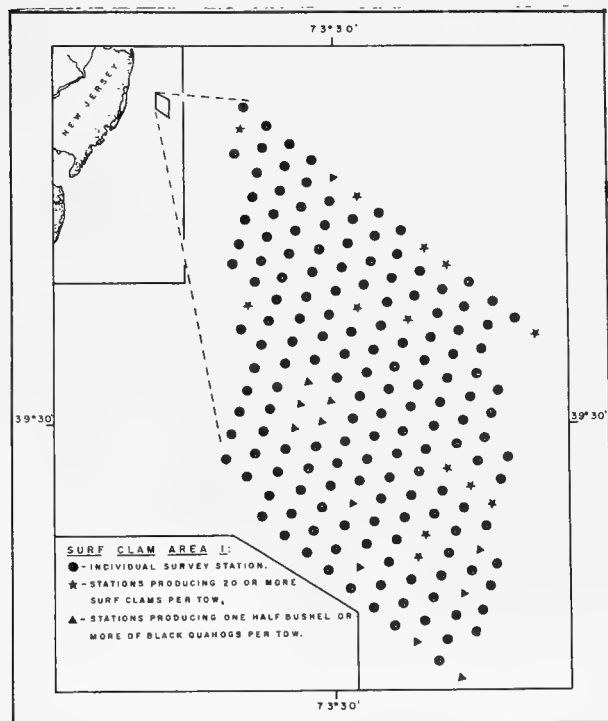 73°30'
NEW JERSEY
39°30'
39°30'
SURF CLAM AREA I:
- INDIVIDUAL SURVEY STATION.
- STATIONS PRODUCING 20 OR MORE
SURF CLAMS PER TOW.
- STATIONS PRODUCING ONE HALF BUSHEL OR
MORE OF BLACK QUAHOGS PER TOW.
73°30'